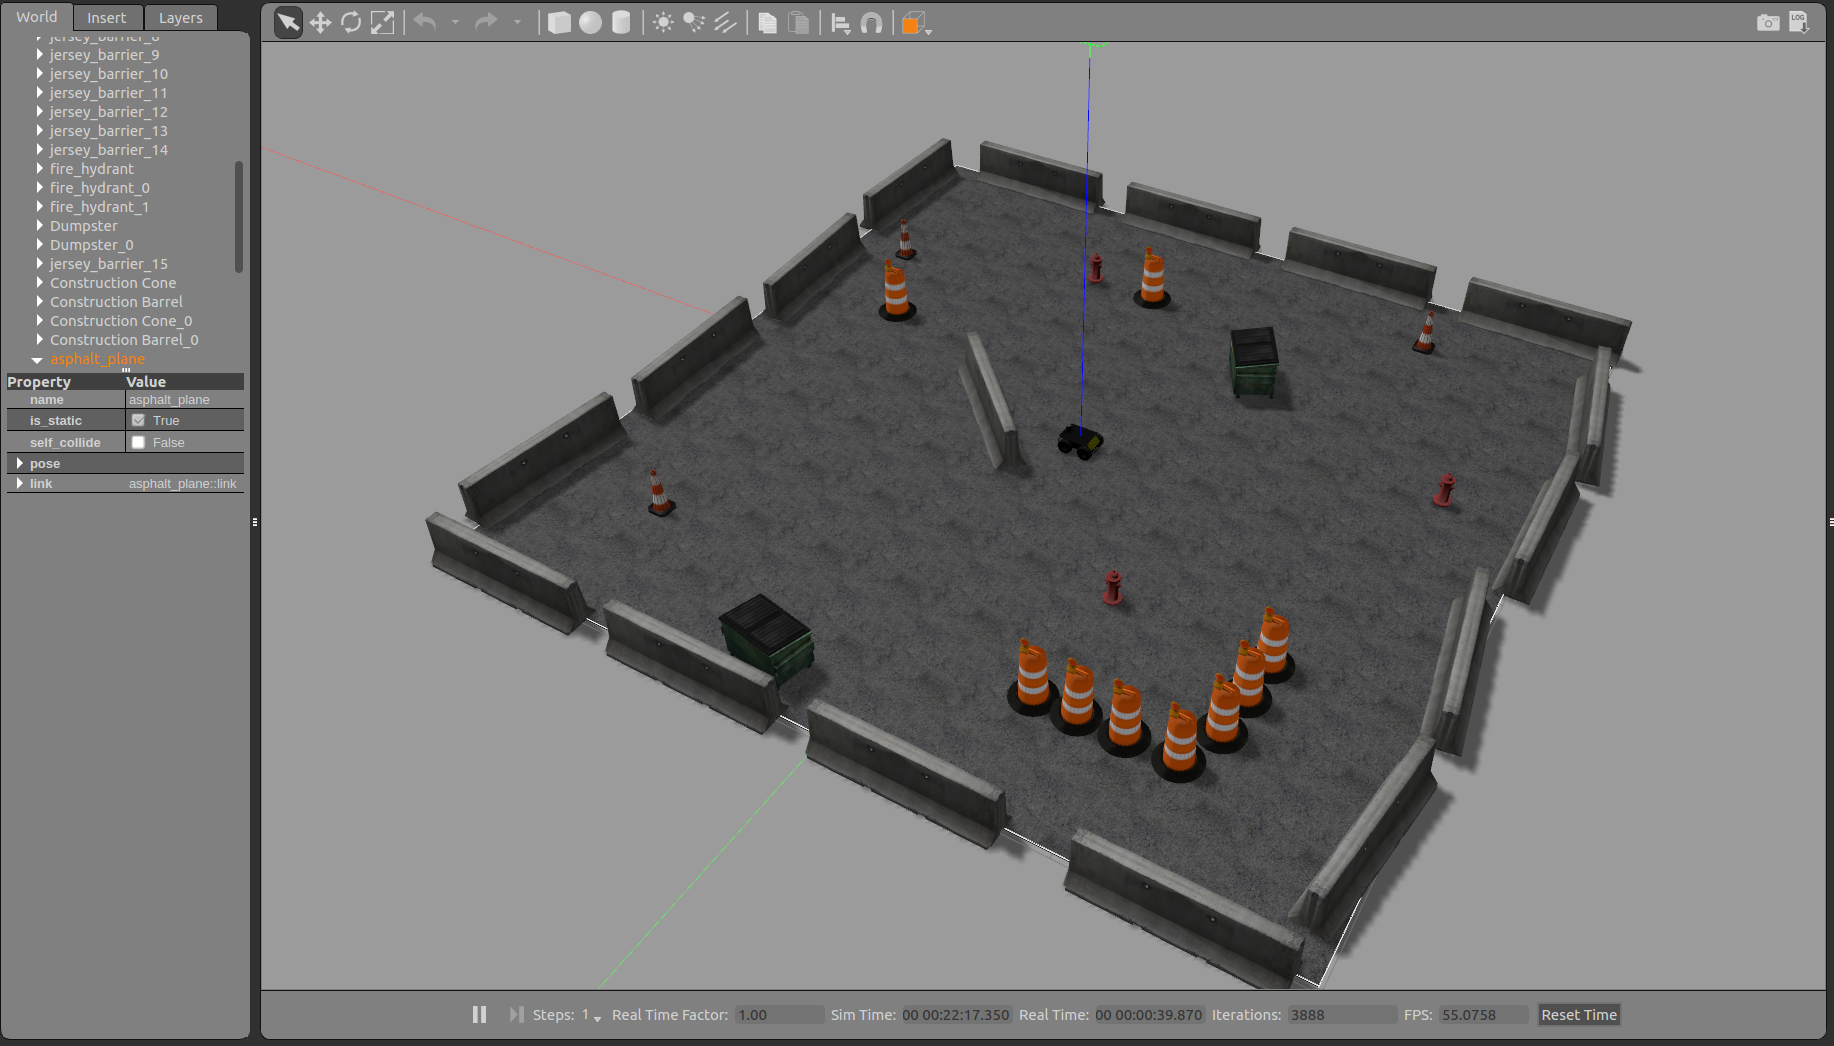 World Insert Layers
jersey_barrier_8
jersey_barrier_9
jersey_barrier_10
jersey_barrier_11
jersey_barrier_12
jersey_barrier_13
jersey_barrier_14
fire_hydrant
fire_hydrant_0
fire_hydrant_1
Dumpster
Dumpster_0
jersey_barrier_15
Construction Cone
Construction Barrel
Construction Cone_0
Construction Barrel_0
asphalt_plane
Property Value
name asphalt_plane
is_static True
self_collide False
pose
link asphalt_plane::link
LOG
Steps: 1 Real Time Factor: 1.00 Sim Time: 00 00:22:17.350 Real Time: 00 00:00:39.870 Iterations: 3888 FPS: 55.0758 Reset Time